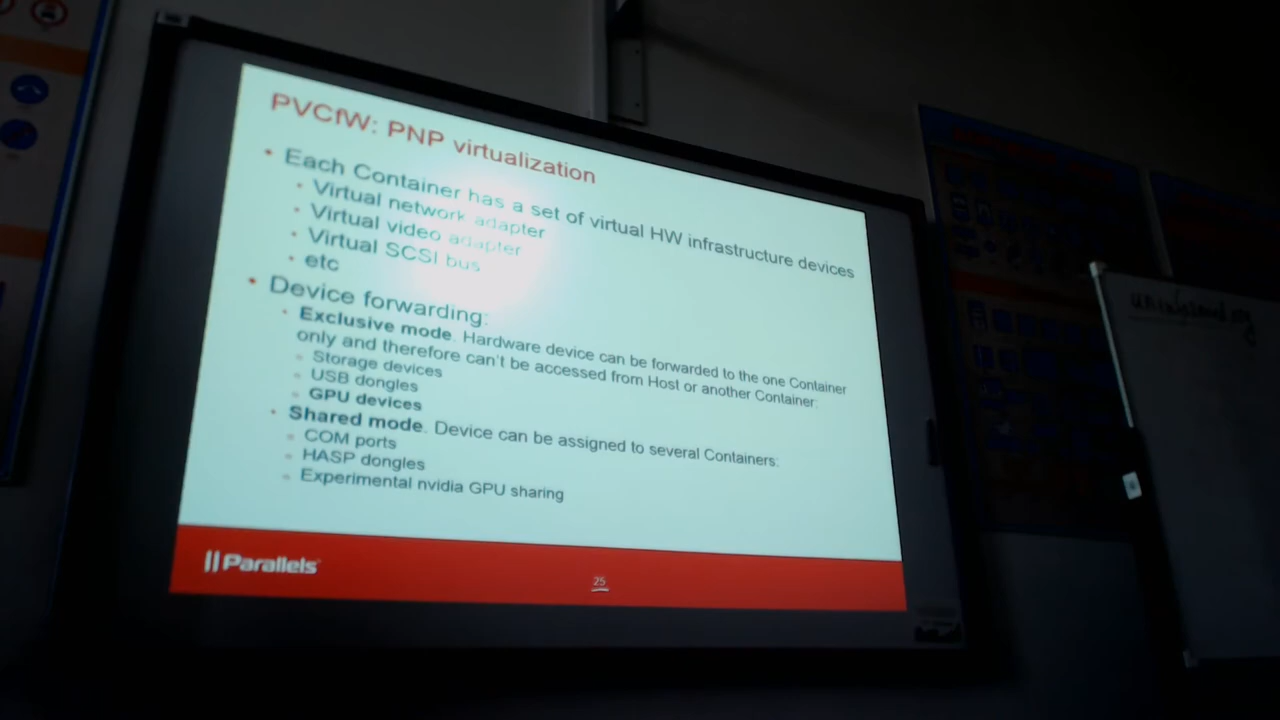 PVCfW: PNP virtualization
• Each Container has a set of virtual HW infrastructure devices
• Virtual network adapter
• Virtual video adapter
• Virtual SCSI bus
• etc
• Device forwarding:
• Exclusive mode. Hardware device can be forwarded to the one Container
only and therefore can't be accessed from Host or another Container:
• Storage devices
• USB dongles
• GPU devices
• Shared mode. Device can be assigned to several Containers:
• COM ports
• HASP dongles
• Experimental nvidia GPU sharing
Parallels
25